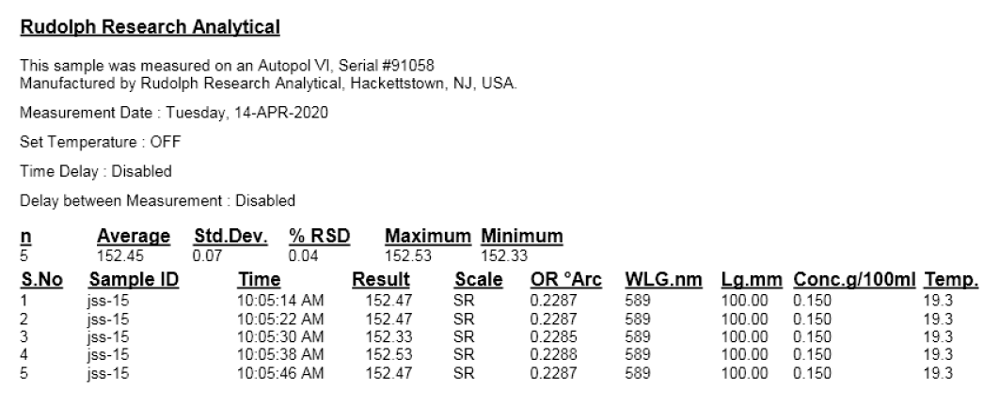 Rudolph Research Analytical
This sample was measured on an Autopol VI, Serial #91058
Manufactured by Rudolph Research Analytical, Hackettstown, NJ, USA.
Measurement Date : Tuesday, 14-APR-2020
Set Temperature : OFF
Time Delay : Disabled
Delay between Measurement : Disabled
n Average Std.Dev. % RSD Maximum Minimum
5 152.45 0.07 0.04 152.53 152.33
S.No Sample ID Time Result Scale OR °Arc WLG.nm Lg.mm Conc.g/100ml Temp.
1 jss-15 10:05:14 AM 152.47 SR 0.2287 589 100.00 0.150 19.3
2 jss-15 10:05:22 AM 152.47 SR 0.2287 589 100.00 0.150 19.3
3 jss-15 10:05:30 AM 152.33 SR 0.2285 589 100.00 0.150 19.3
4 jss-15 10:05:38 AM 152.53 SR 0.2288 589 100.00 0.150 19.3
5 jss-15 10:05:46 AM 152.47 SR 0.2287 589 100.00 0.150 19.3